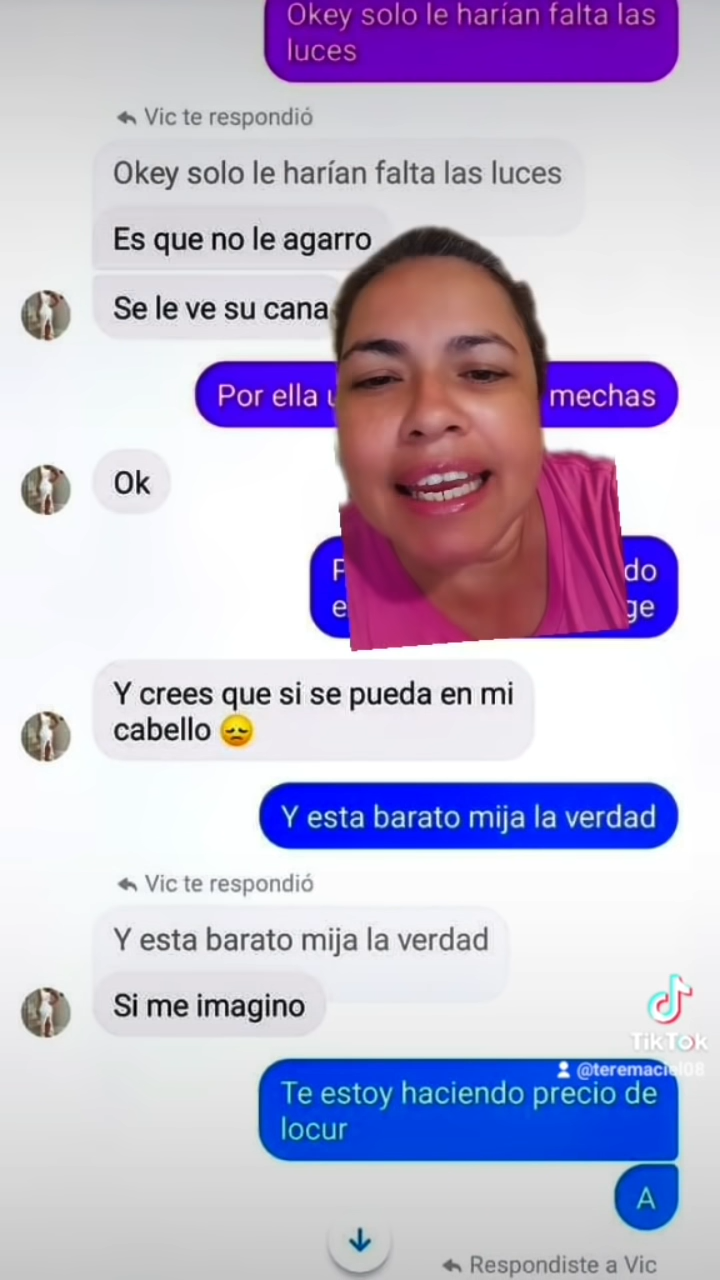 Okey solo le harían falta las
luces
Vic te respondió
Okey solo le harían falta las luces
Es que no le agarro
Se le ve su cana
Por ella
mechas
Ok
do
ge
Y crees que si se pueda en mi
cabello
Y esta barato mija la verdad
Vic te respondió
Y esta barato mija la verdad
Si me imagino
TikTok
@teremaciel08
Te estoy haciendo precio de
locur
A
Respondiste a Vic